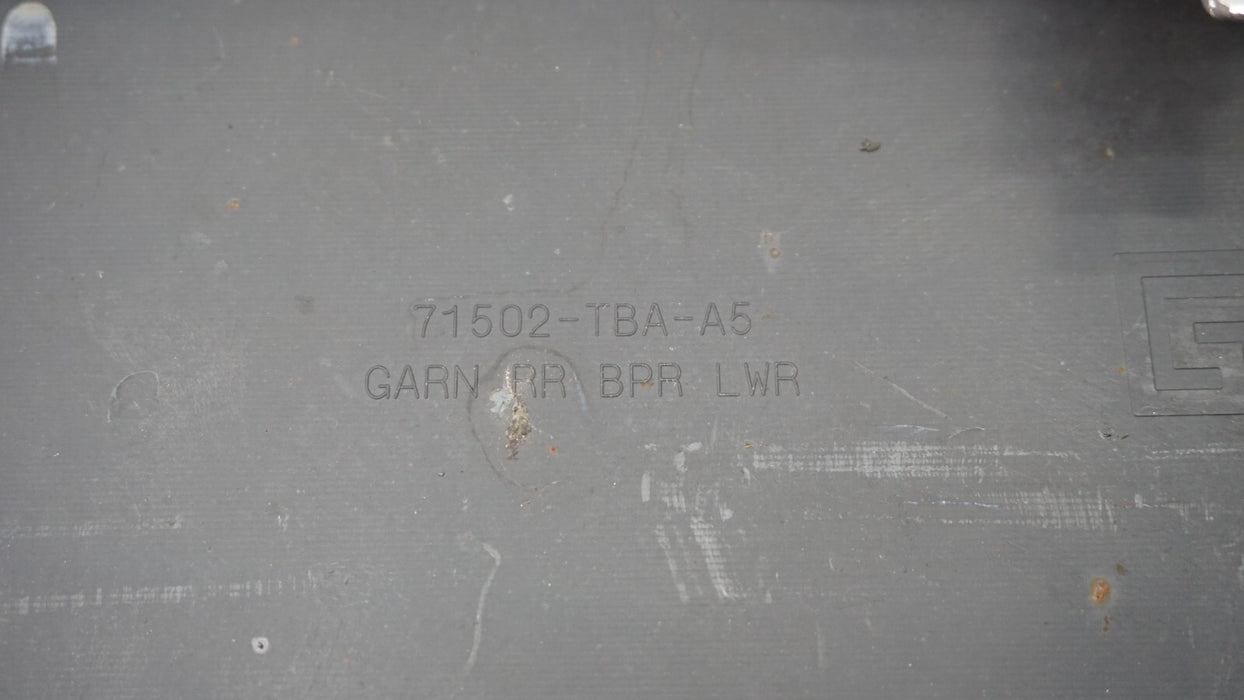 71502-TBA-A5
GARN RR BPR LWR